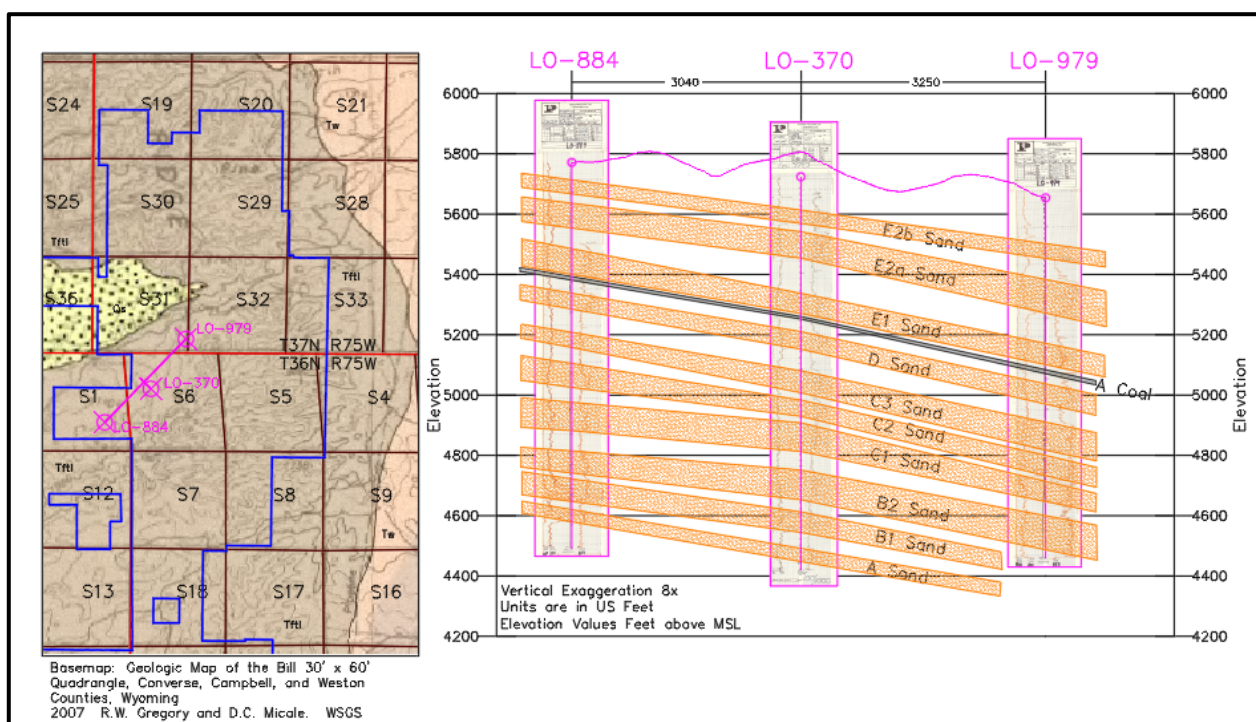 S24
S19
S20
S21
Tw
S25
S30
S29
S28
Tftl
Tftl
S36
S31
Qs
S32
S33
LO-979
T37N R75W
T36N R75W
LO-370
S1
S6
S5
S4
LO-884
Tftl
S12
S7
S8
S9
Tw
S13
S18
S17
S16
Tftl
Basemap: Geologic Map of the Bill 30' x 60'
Quadrangle, Converse, Campbell, and Weston
Counties, Wyoming
2007 R.W. Gregory and D.C. Micale. WSGS
LO-884
LO-370
LO-979
3040
3250
6000
6000
5800
5800
5600
5600
5400
5400
5200
5200
5000
5000
4800
4800
4600
4600
4400
4400
4200
4200
Elevation
Elevation
LO-979
E2b Sand
E2a Sand
E1 Sand
D Sand
A Coal
C3 Sand
C2 Sand
C1 Sand
B2 Sand
B1 Sand
A Sand
Vertical Exaggeration 8x
Units are in US Feet
Elevation Values Feet above MSL